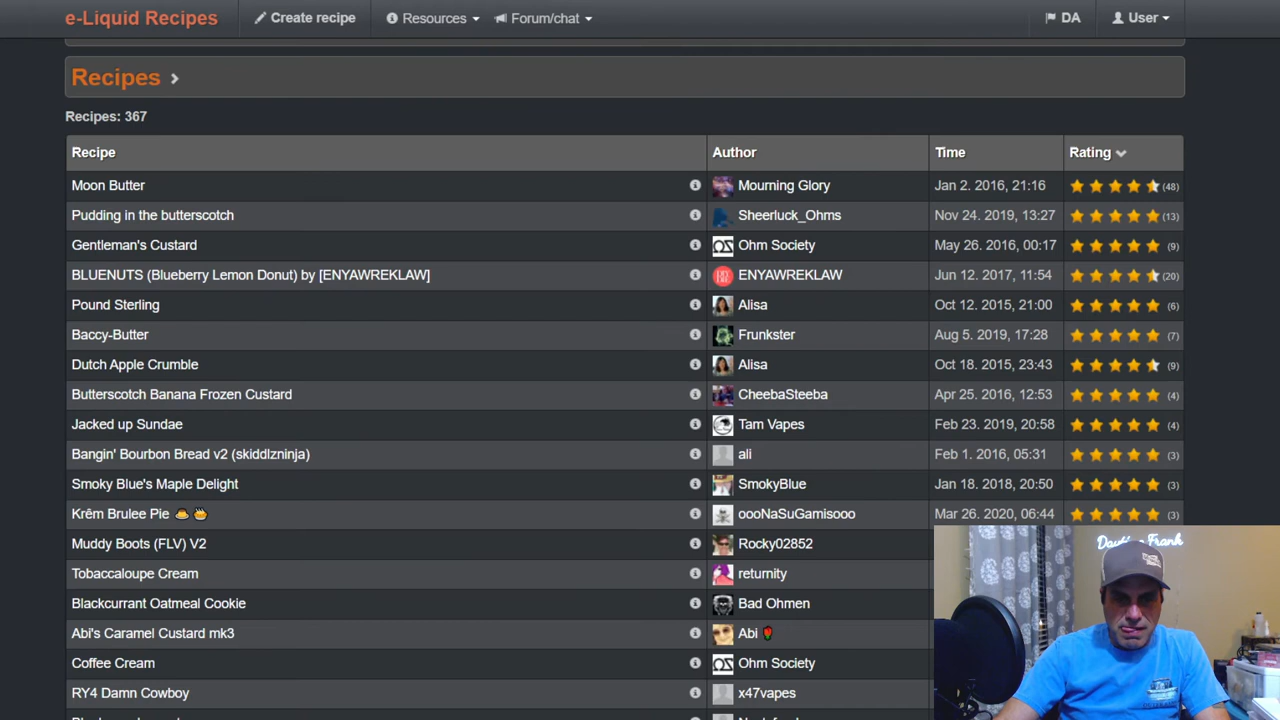 e-Liquid Recipes Create recipe Resources Forum/chat DA User
Recipes
Recipes: 367
Recipe Author Time Rating
Moon Butter Mourning Glory Jan 2. 2016, 21:16 (48)
Pudding in the butterscotch Sheerluck_Ohms Nov 24. 2019, 13:27 (13)
Gentleman's Custard Ohm Society May 26. 2016, 00:17 (9)
BLUENUTS (Blueberry Lemon Donut) by [ENYAWREKLAW] ENYAWREKLAW Jun 12. 2017, 11:54 (20)
Pound Sterling Alisa Oct 12. 2015, 21:00 (6)
Baccy-Butter Frunkster Aug 5. 2019, 17:28 (7)
Dutch Apple Crumble Alisa Oct 18. 2015, 23:43 (9)
Butterscotch Banana Frozen Custard CheebaSteeba Apr 25. 2016, 12:53 (4)
Jacked up Sundae Tam Vapes Feb 23. 2019, 20:58 (4)
Bangin' Bourbon Bread v2 (skiddlzninja) ali Feb 1. 2016, 05:31 (3)
Smoky Blue's Maple Delight SmokyBlue Jan 18. 2018, 20:50 (3)
Krêm Brulee Pie 🍮 🥧 oooNaSuGamisooo Mar 26. 2020, 06:44 (3)
Muddy Boots (FLV) V2 Rocky02852
Tobaccaloupe Cream returnity
Blackcurrant Oatmeal Cookie Bad Ohmen
Abi's Caramel Custard mk3 Abi 🌹
Coffee Cream Ohm Society
RY4 Damn Cowboy x47vapes
Frank